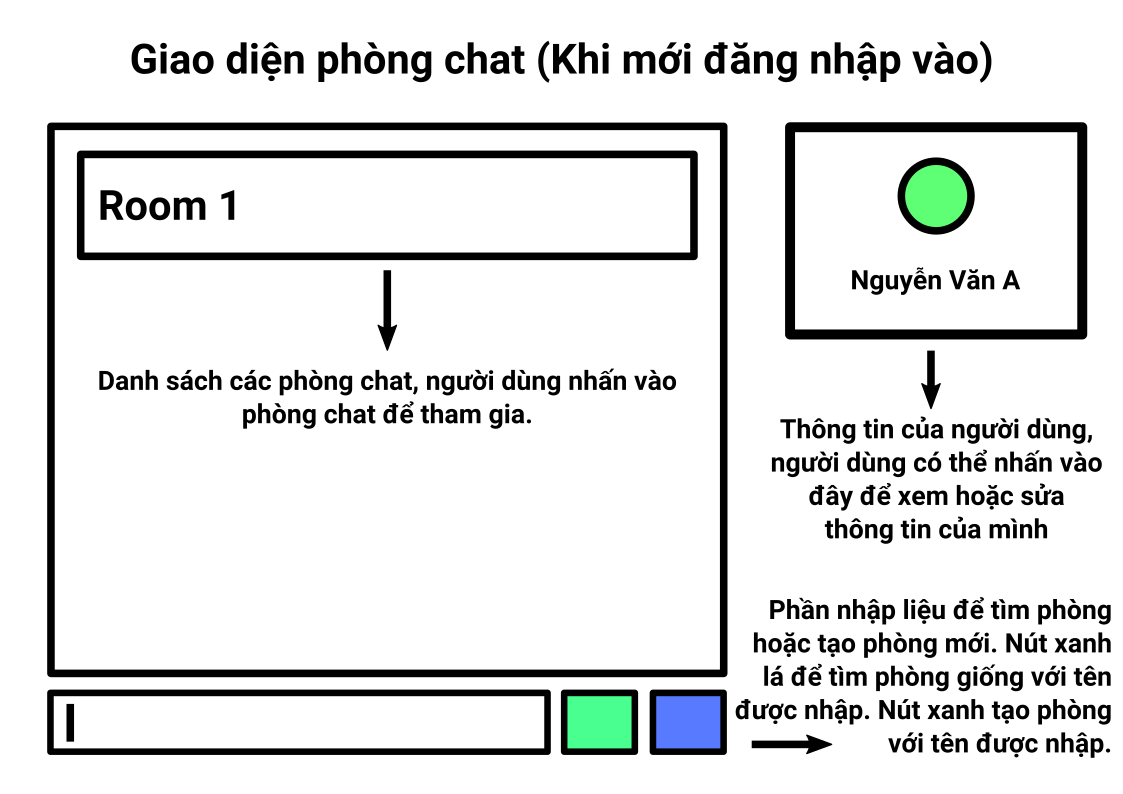 Giao diện phòng chat (Khi mới đăng nhập vào)
Room 1
Danh sách các phòng chat, người dùng nhấn vào
phòng chat để tham gia.
Nguyễn Văn A
Thông tin của người dùng,
người dùng có thể nhấn vào
đây để xem hoặc sửa
thông tin của mình
Phần nhập liệu để tìm phòng
hoặc tạo phòng mới. Nút xanh
lá để tìm phòng giống với tên
được nhập. Nút xanh tạo phòng
với tên được nhập.